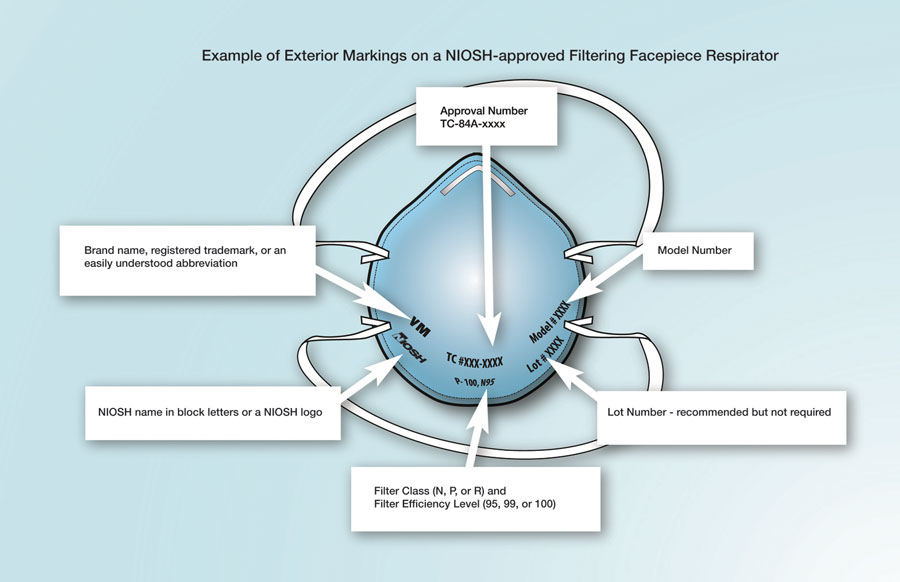 Example of Exterior Markings on a NIOSH-approved Filtering Facepiece Respirator
Approval Number
TC-84A-xxxx
Brand name, registered trademark, or an
easily understood abbreviation
Model Number
VM
NIOSH
TC #XXX-XXXX
P-100, N95
Model # XXXX
Lot # XXXX
NIOSH name in block letters or a NIOSH logo
Lot Number - recommended but not required
Filter Class (N, P, or R) and
Filter Efficiency Level (95, 99, or 100)